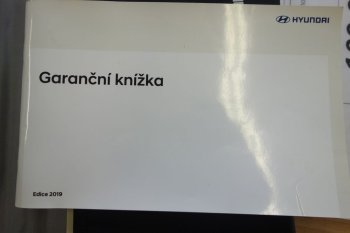 HYUNDAI
Garanční knížka
Edice 2019